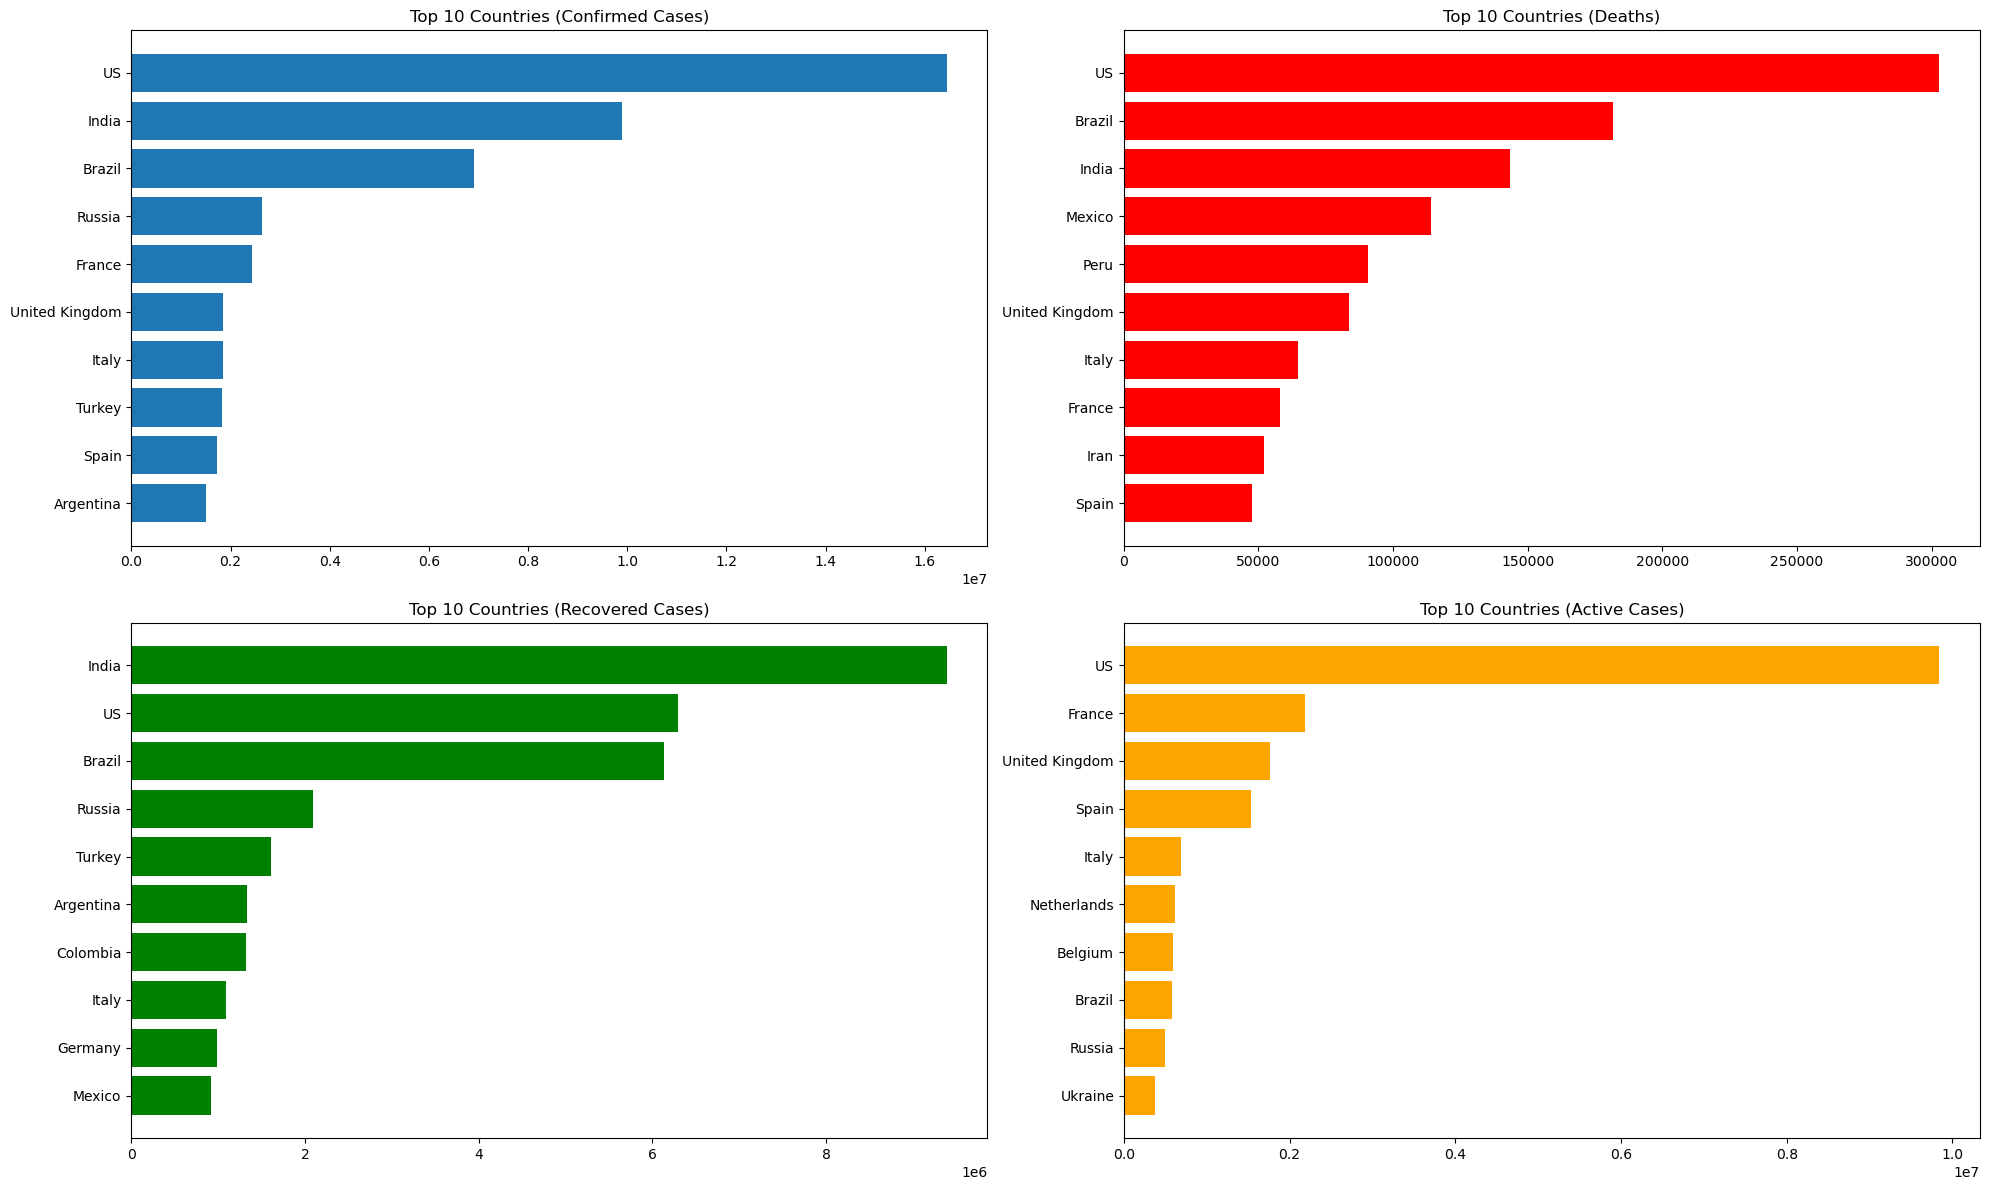 Top 10 Countries (Confirmed Cases)
US
India
Brazil
Russia
France
United Kingdom
Italy
Turkey
Spain
Argentina
0.0 0.2 0.4 0.6 0.8 1.0 1.2 1.4 1.6
1e7
Top 10 Countries (Deaths)
US
Brazil
India
Mexico
Peru
United Kingdom
Italy
France
Iran
Spain
0 50000 100000 150000 200000 250000 300000
Top 10 Countries (Recovered Cases)
India
US
Brazil
Russia
Turkey
Argentina
Colombia
Italy
Germany
Mexico
0 2 4 6 8
1e6
Top 10 Countries (Active Cases)
US
France
United Kingdom
Spain
Italy
Netherlands
Belgium
Brazil
Russia
Ukraine
0.0 0.2 0.4 0.6 0.8 1.0
1e7